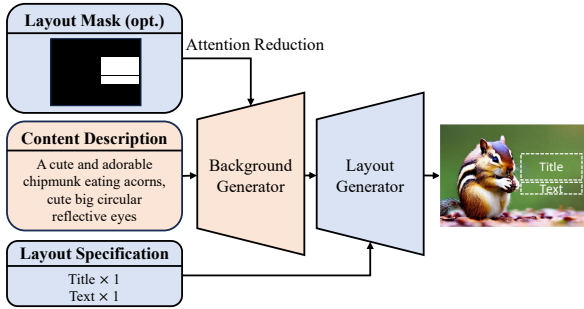 Layout Mask (opt.)
Attention Reduction
Content Description
A cute and adorable
chipmunk eating acorns,
cute big circular
reflective eyes
Background
Generator
Layout
Generator
Title
Text
Layout Specification
Title × 1
Text × 1